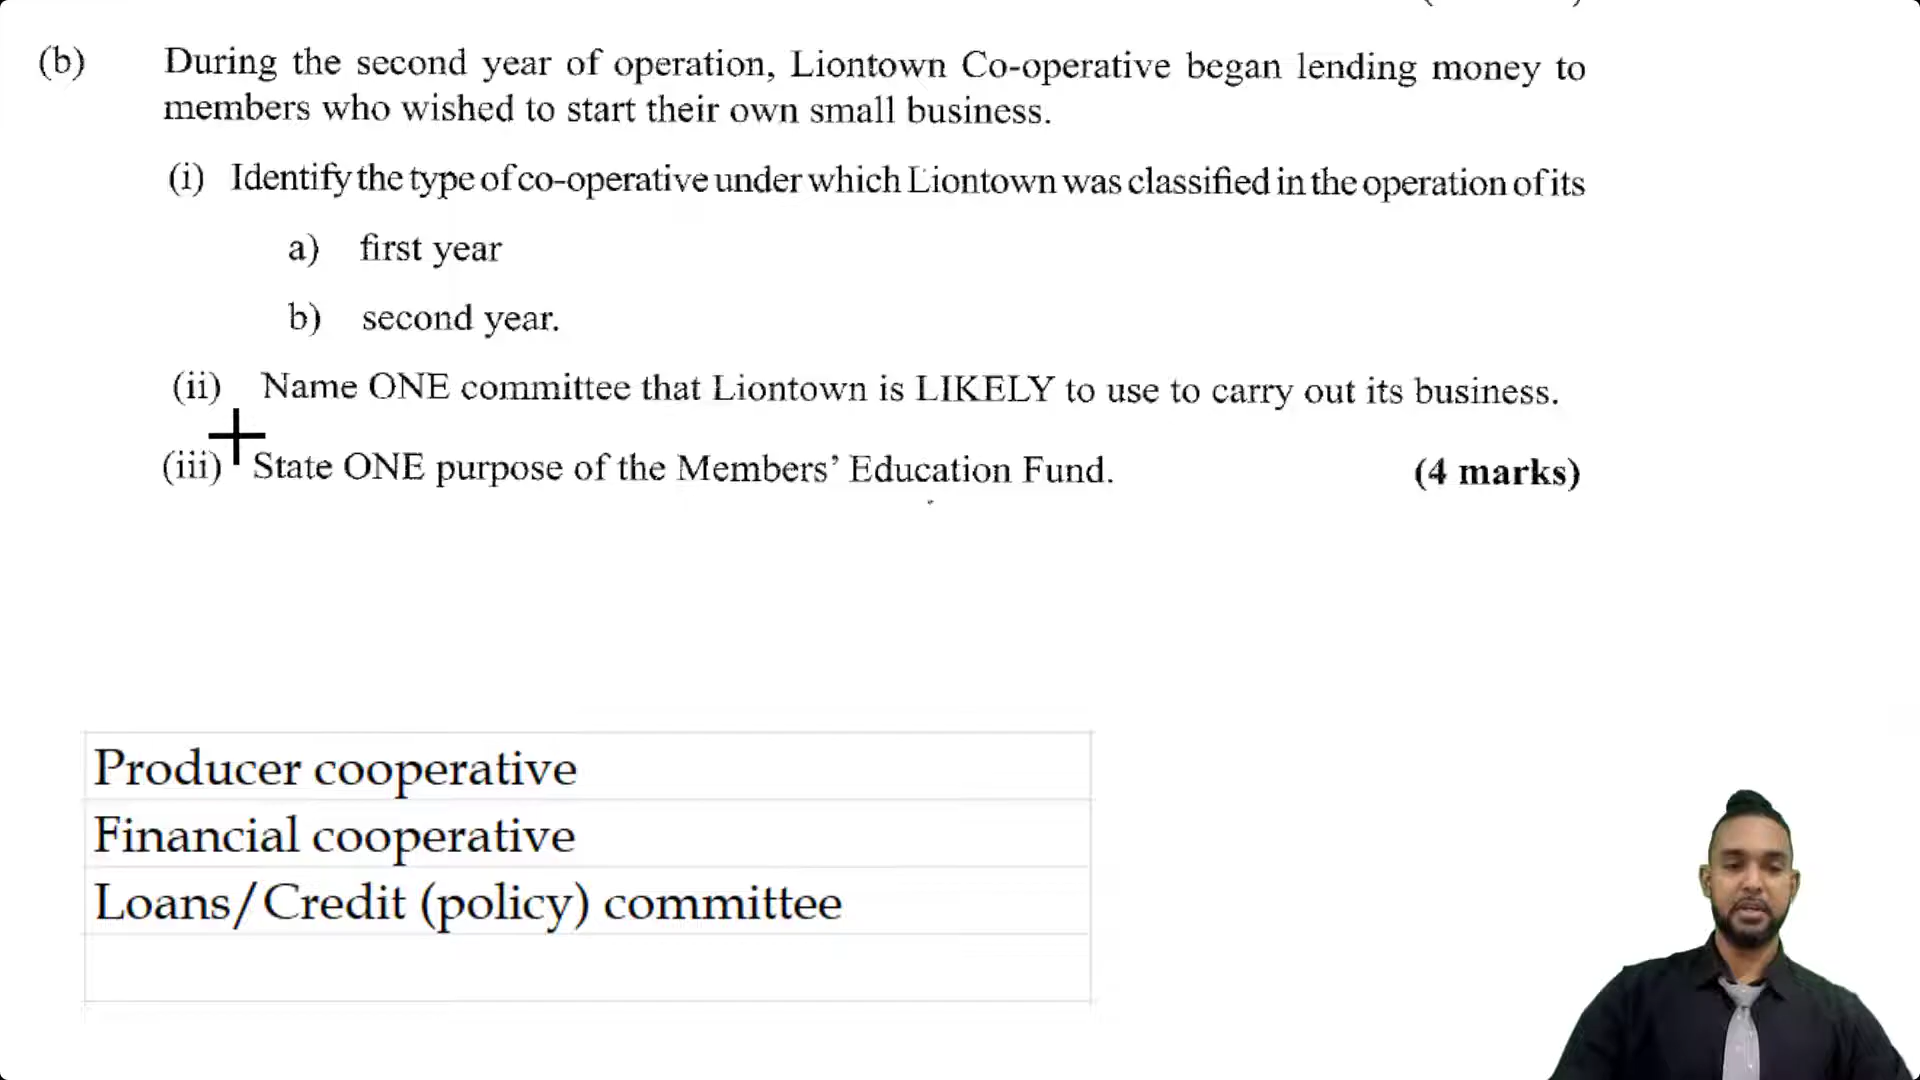 (b) During the second year of operation, Liontown Co-operative began lending money to
members who wished to start their own small business.
(i) Identify the type of co-operative under which Liontown was classified in the operation of its
a) first year
b) second year.
(ii) Name ONE committee that Liontown is LIKELY to use to carry out its business.
(iii) State ONE purpose of the Members’ Education Fund. (4 marks)
Producer cooperative
Financial cooperative
Loans/Credit (policy) committee